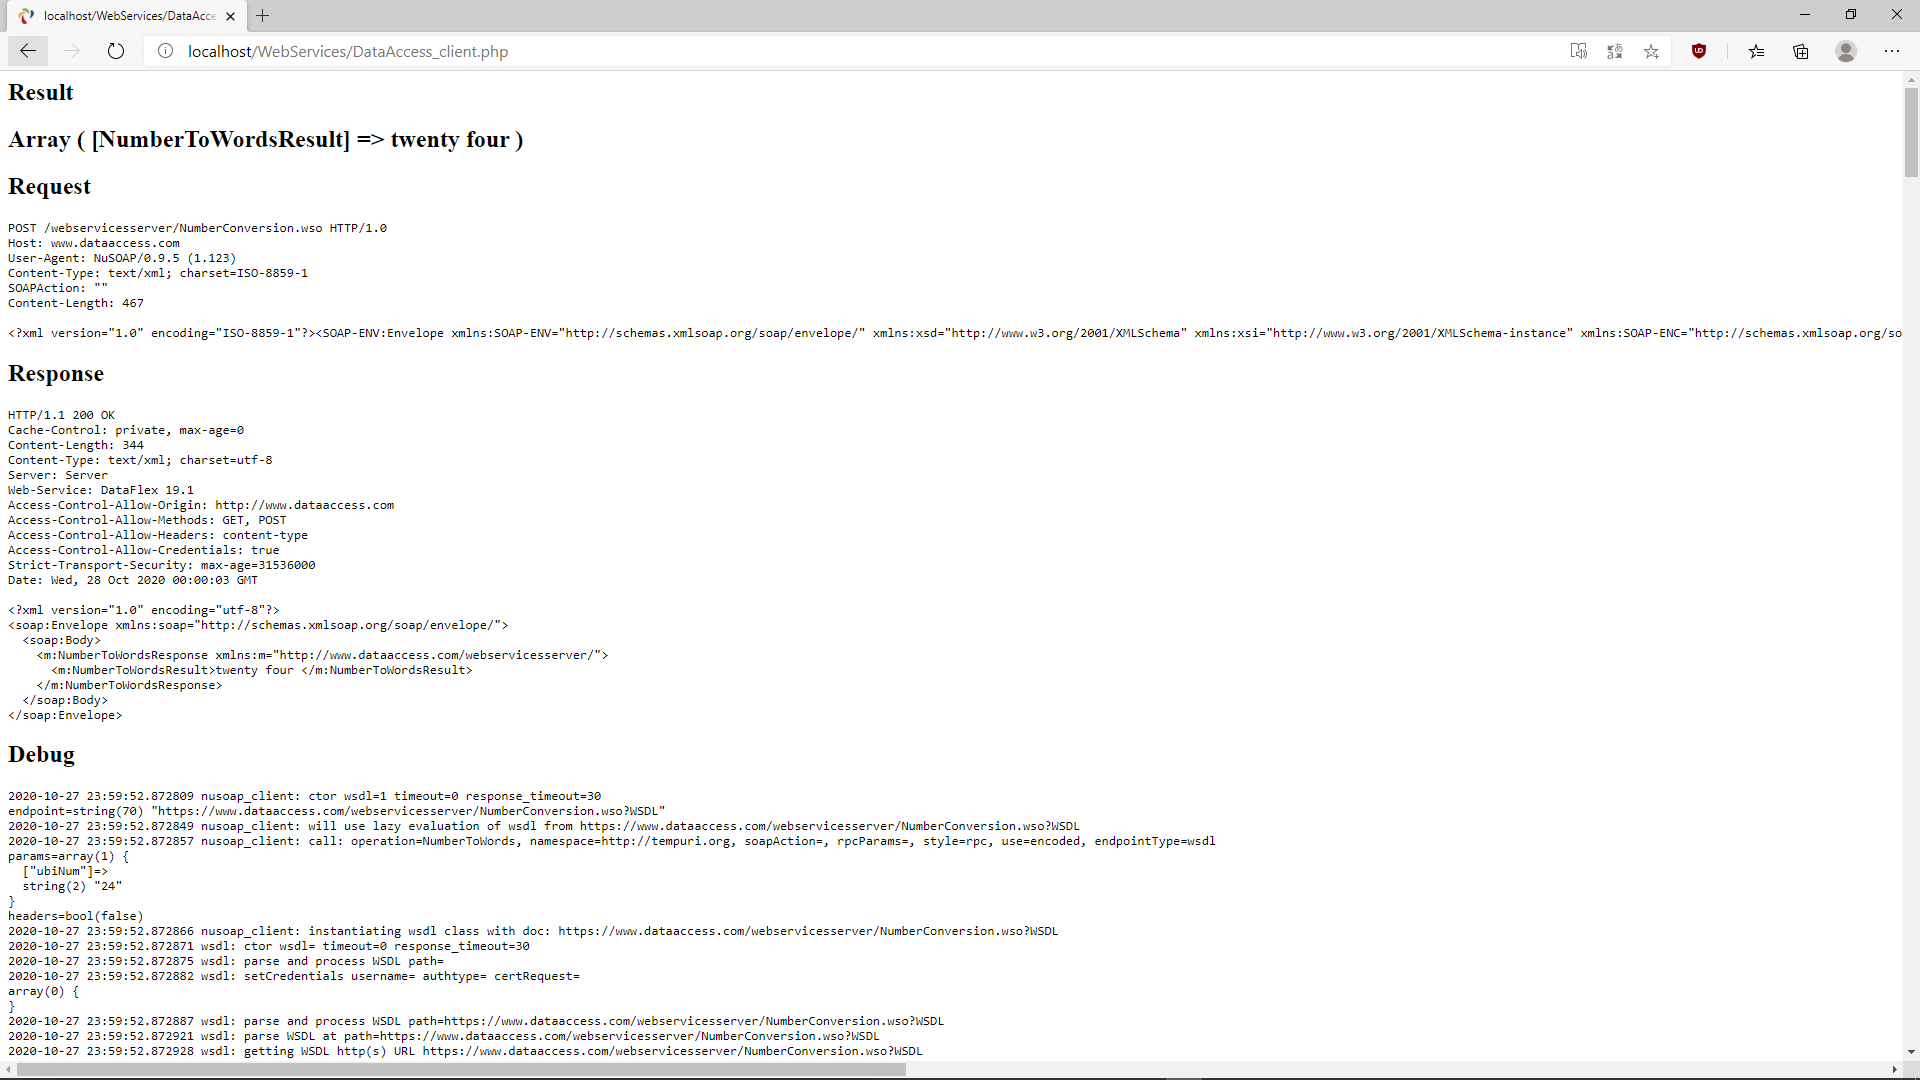 localhost/WebServices/DataAcce
localhost/WebServices/DataAccess_client.php
Result
Array ( [NumberToWordsResult] => twenty four )
Request
POST /webservicesserver/NumberConversion.wso HTTP/1.0
Host: www.dataaccess.com
User-Agent: NuSOAP/0.9.5 (1.123)
Content-Type: text/xml; charset=ISO-8859-1
SOAPAction: ""
Content-Length: 467
<?xml version="1.0" encoding="ISO-8859-1"?><SOAP-ENV:Envelope xmlns:SOAP-ENV="http://schemas.xmlsoap.org/soap/envelope/" xmlns:xsd="http://www.w3.org/2001/XMLSchema" xmlns:xsi="http://www.w3.org/2001/XMLSchema-instance" xmlns:SOAP-ENC="http://schemas.xmlsoap.org/so
Response
HTTP/1.1 200 OK
Cache-Control: private, max-age=0
Content-Length: 344
Content-Type: text/xml; charset=utf-8
Server: Server
Web-Service: DataFlex 19.1
Access-Control-Allow-Origin: http://www.dataaccess.com
Access-Control-Allow-Methods: GET, POST
Access-Control-Allow-Headers: content-type
Access-Control-Allow-Credentials: true
Strict-Transport-Security: max-age=31536000
Date: Wed, 28 Oct 2020 00:00:03 GMT
<?xml version="1.0" encoding="utf-8"?>
<soap:Envelope xmlns:soap="http://schemas.xmlsoap.org/soap/envelope/">
<soap:Body>
<m:NumberToWordsResponse xmlns:m="http://www.dataaccess.com/webservicesserver/">
<m:NumberToWordsResult>twenty four </m:NumberToWordsResult>
</m:NumberToWordsResponse>
</soap:Body>
</soap:Envelope>
Debug
2020-10-27 23:59:52.872809 nusoap_client: ctor wsdl=1 timeout=0 response_timeout=30
endpoint=string(70) "https://www.dataaccess.com/webservicesserver/NumberConversion.wso?WSDL"
2020-10-27 23:59:52.872849 nusoap_client: will use lazy evaluation of wsdl from https://www.dataaccess.com/webservicesserver/NumberConversion.wso?WSDL
2020-10-27 23:59:52.872857 nusoap_client: call: operation=NumberToWords, namespace=http://tempuri.org, soapAction=, rpcParams=, style=rpc, use=encoded, endpointType=wsdl
params=array(1) {
["ubiNum"]=>
string(2) "24"
}
headers=bool(false)
2020-10-27 23:59:52.872866 nusoap_client: instantiating wsdl class with doc: https://www.dataaccess.com/webservicesserver/NumberConversion.wso?WSDL
2020-10-27 23:59:52.872871 wsdl: ctor wsdl= timeout=0 response_timeout=30
2020-10-27 23:59:52.872875 wsdl: parse and process WSDL path=
2020-10-27 23:59:52.872882 wsdl: setCredentials username= authtype= certRequest=
array(0) {
}
2020-10-27 23:59:52.872887 wsdl: parse and process WSDL path=https://www.dataaccess.com/webservicesserver/NumberConversion.wso?WSDL
2020-10-27 23:59:52.872921 wsdl: parse WSDL at path=https://www.dataaccess.com/webservicesserver/NumberConversion.wso?WSDL
2020-10-27 23:59:52.872928 wsdl: getting WSDL http(s) URL https://www.dataaccess.com/webservicesserver/NumberConversion.wso?WSDL